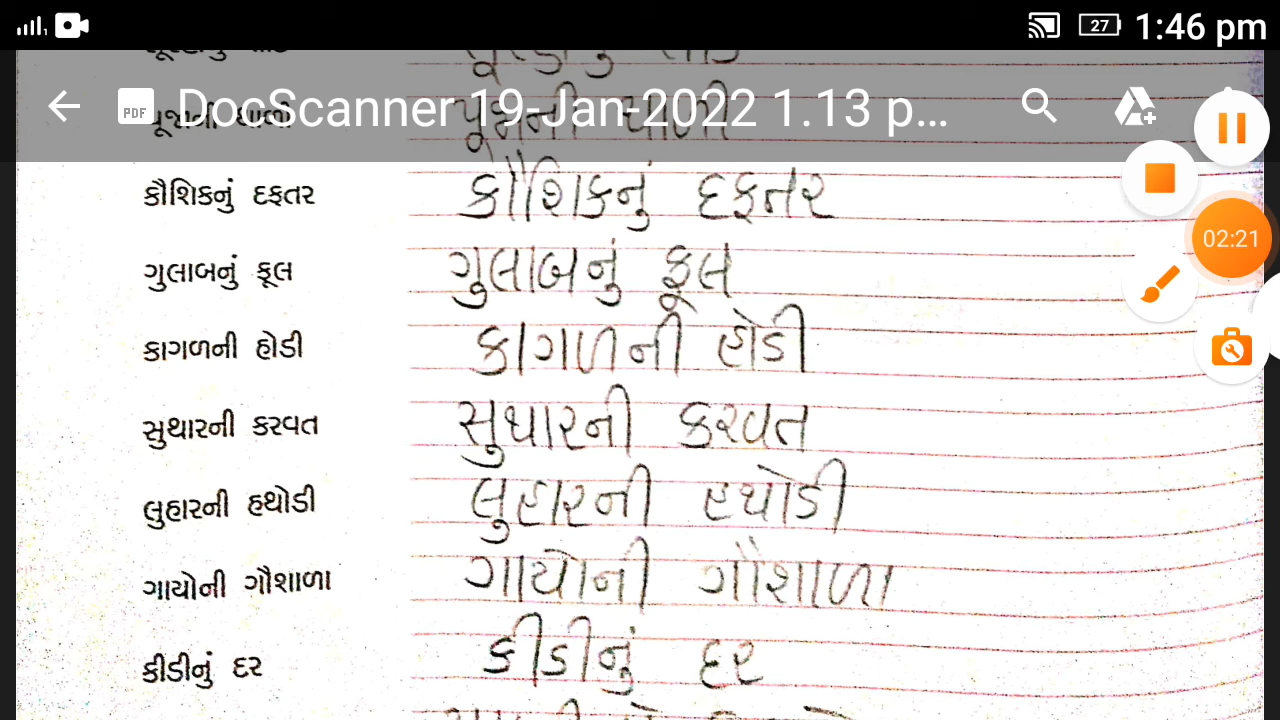 27 1:46 pm
PDF DocScanner 19-Jan-2022 1.13 p...
02:21
કૌશિકનું દફતર કૌશિકનું દફતર
ગુલાબનું ફૂલ ગુલાબનું ફૂલ
કાગળની હોડી કાગળની હોડી
સુથારની કરવત સુથારની કરવત
લુહારની હથોડી લુહારની હથોડી
ગાયોની ગૌશાળા ગાયોની ગૌશાળા
કીડીનું દર કીડીનું દર